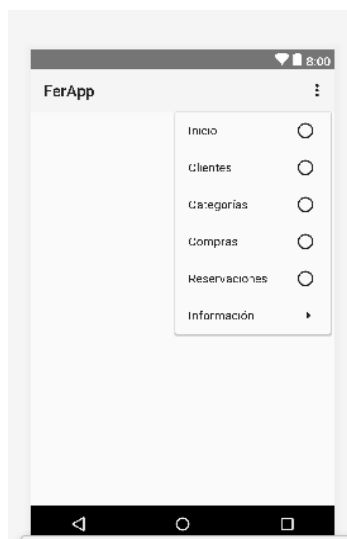 8:00
FerApp
Inicio
Clientes
Categorías
Compras
Reservaciones
Información